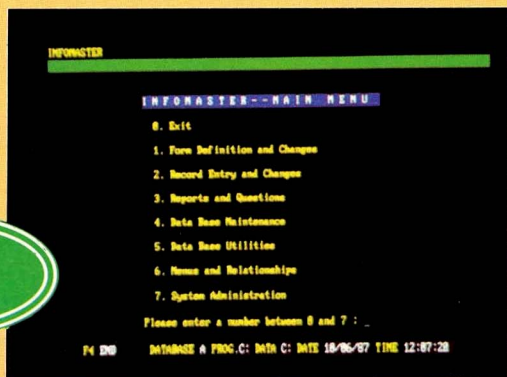 INFOMASTER
INFOMASTER--MAIN MENU
0. Exit
1. Form Definition and Changes
2. Record Entry and Changes
3. Reports and Questions
4. Data Base Maintenance
5. Data Base Utilities
6. Menus and Relationships
7. System Administration
Please enter a number between 0 and 7 : _
F4 END DATABASE A PROG.C: DATA C: DATE 18/06/87 TIME 12:07:28